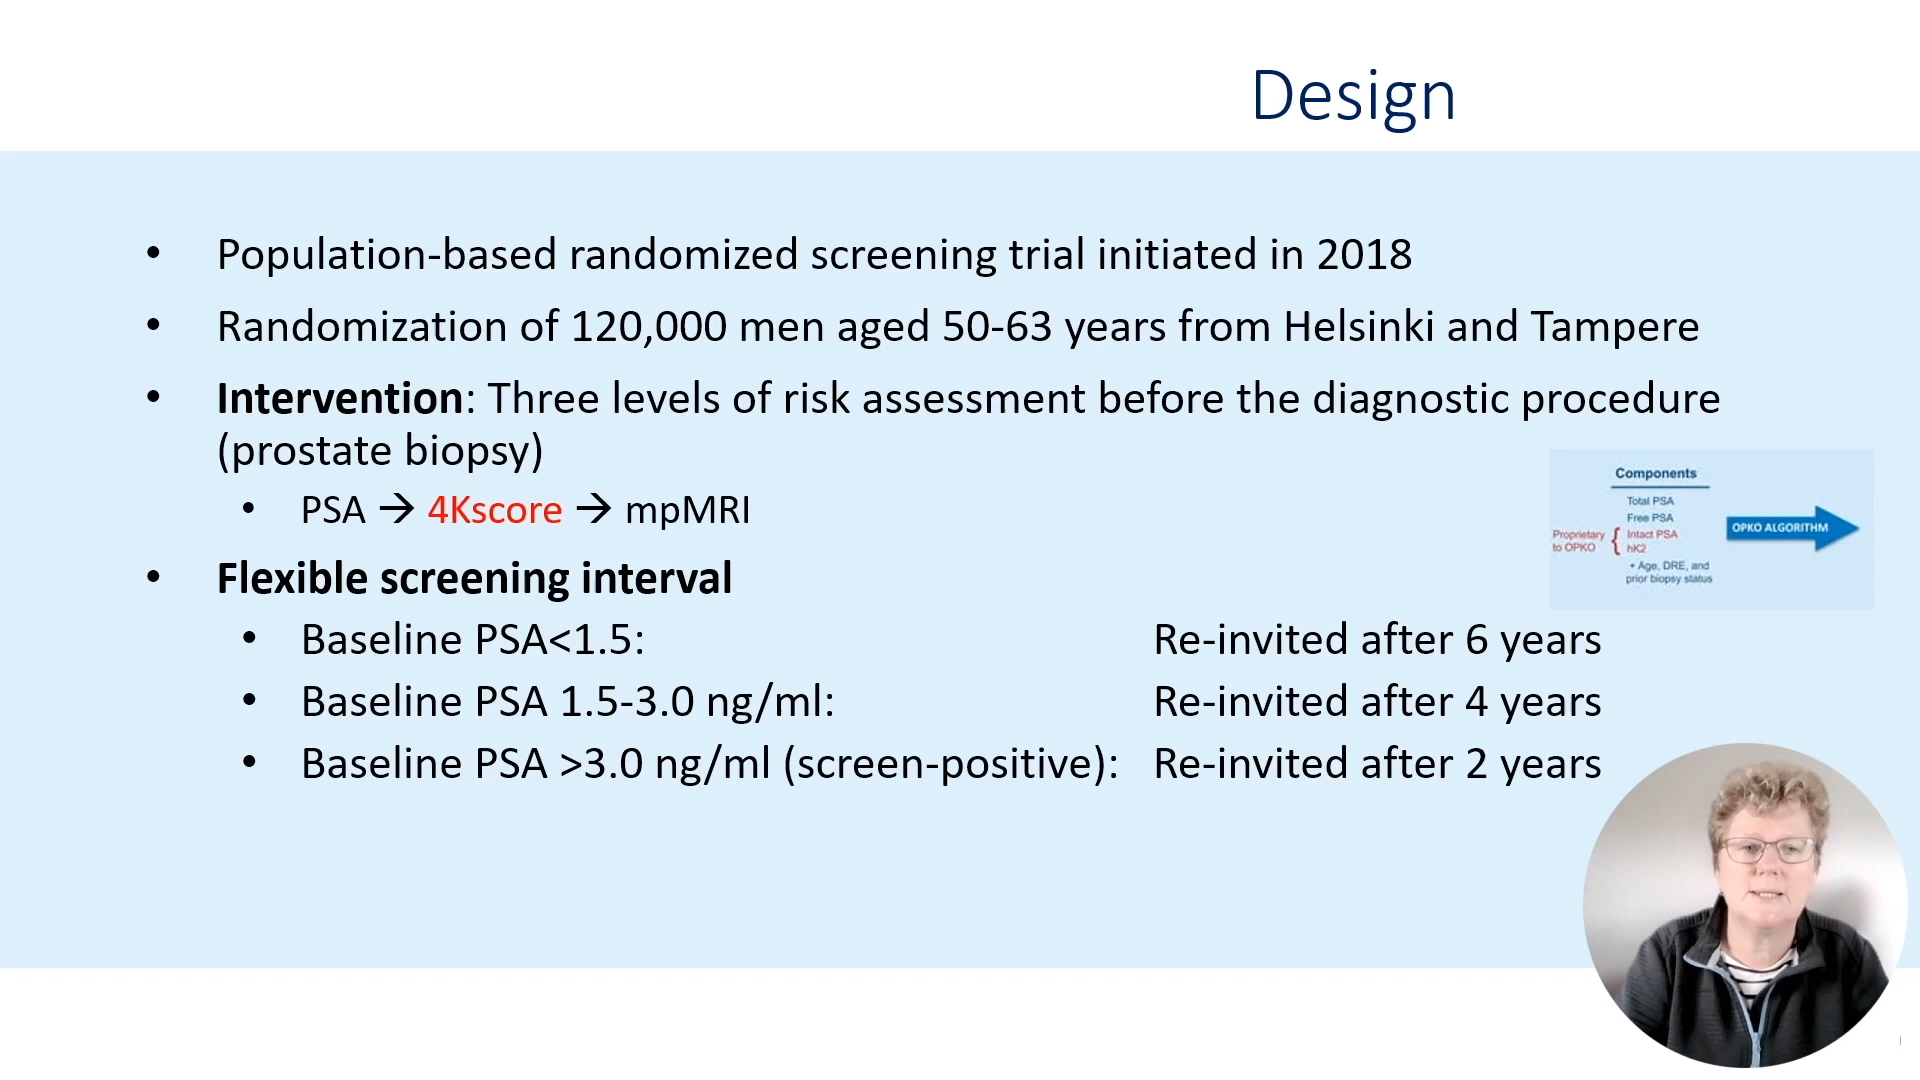 Design
• Population-based randomized screening trial initiated in 2018
• Randomization of 120,000 men aged 50-63 years from Helsinki and Tampere
• Intervention: Three levels of risk assessment before the diagnostic procedure
(prostate biopsy)
• PSA → 4Kscore → mpMRI
Components
Total PSA
Free PSA
Proprietary to OPKO { Intact PSA
hK2
+ Age, DRE, and
prior biopsy status
OPKO ALGORITHM
• Flexible screening interval
• Baseline PSA<1.5: Re-invited after 6 years
• Baseline PSA 1.5-3.0 ng/ml: Re-invited after 4 years
• Baseline PSA >3.0 ng/ml (screen-positive): Re-invited after 2 years